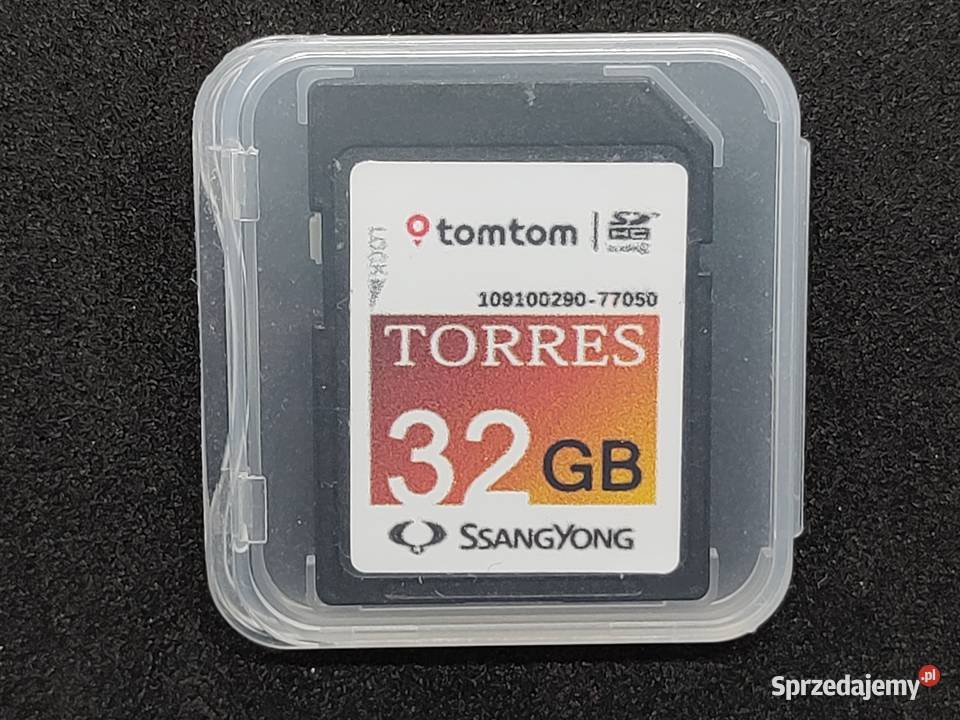 tomtom | SD HC
LOCK
109100290-77050
TORRES
32 GB
SSANGYONG
Sprzedajemy.pl